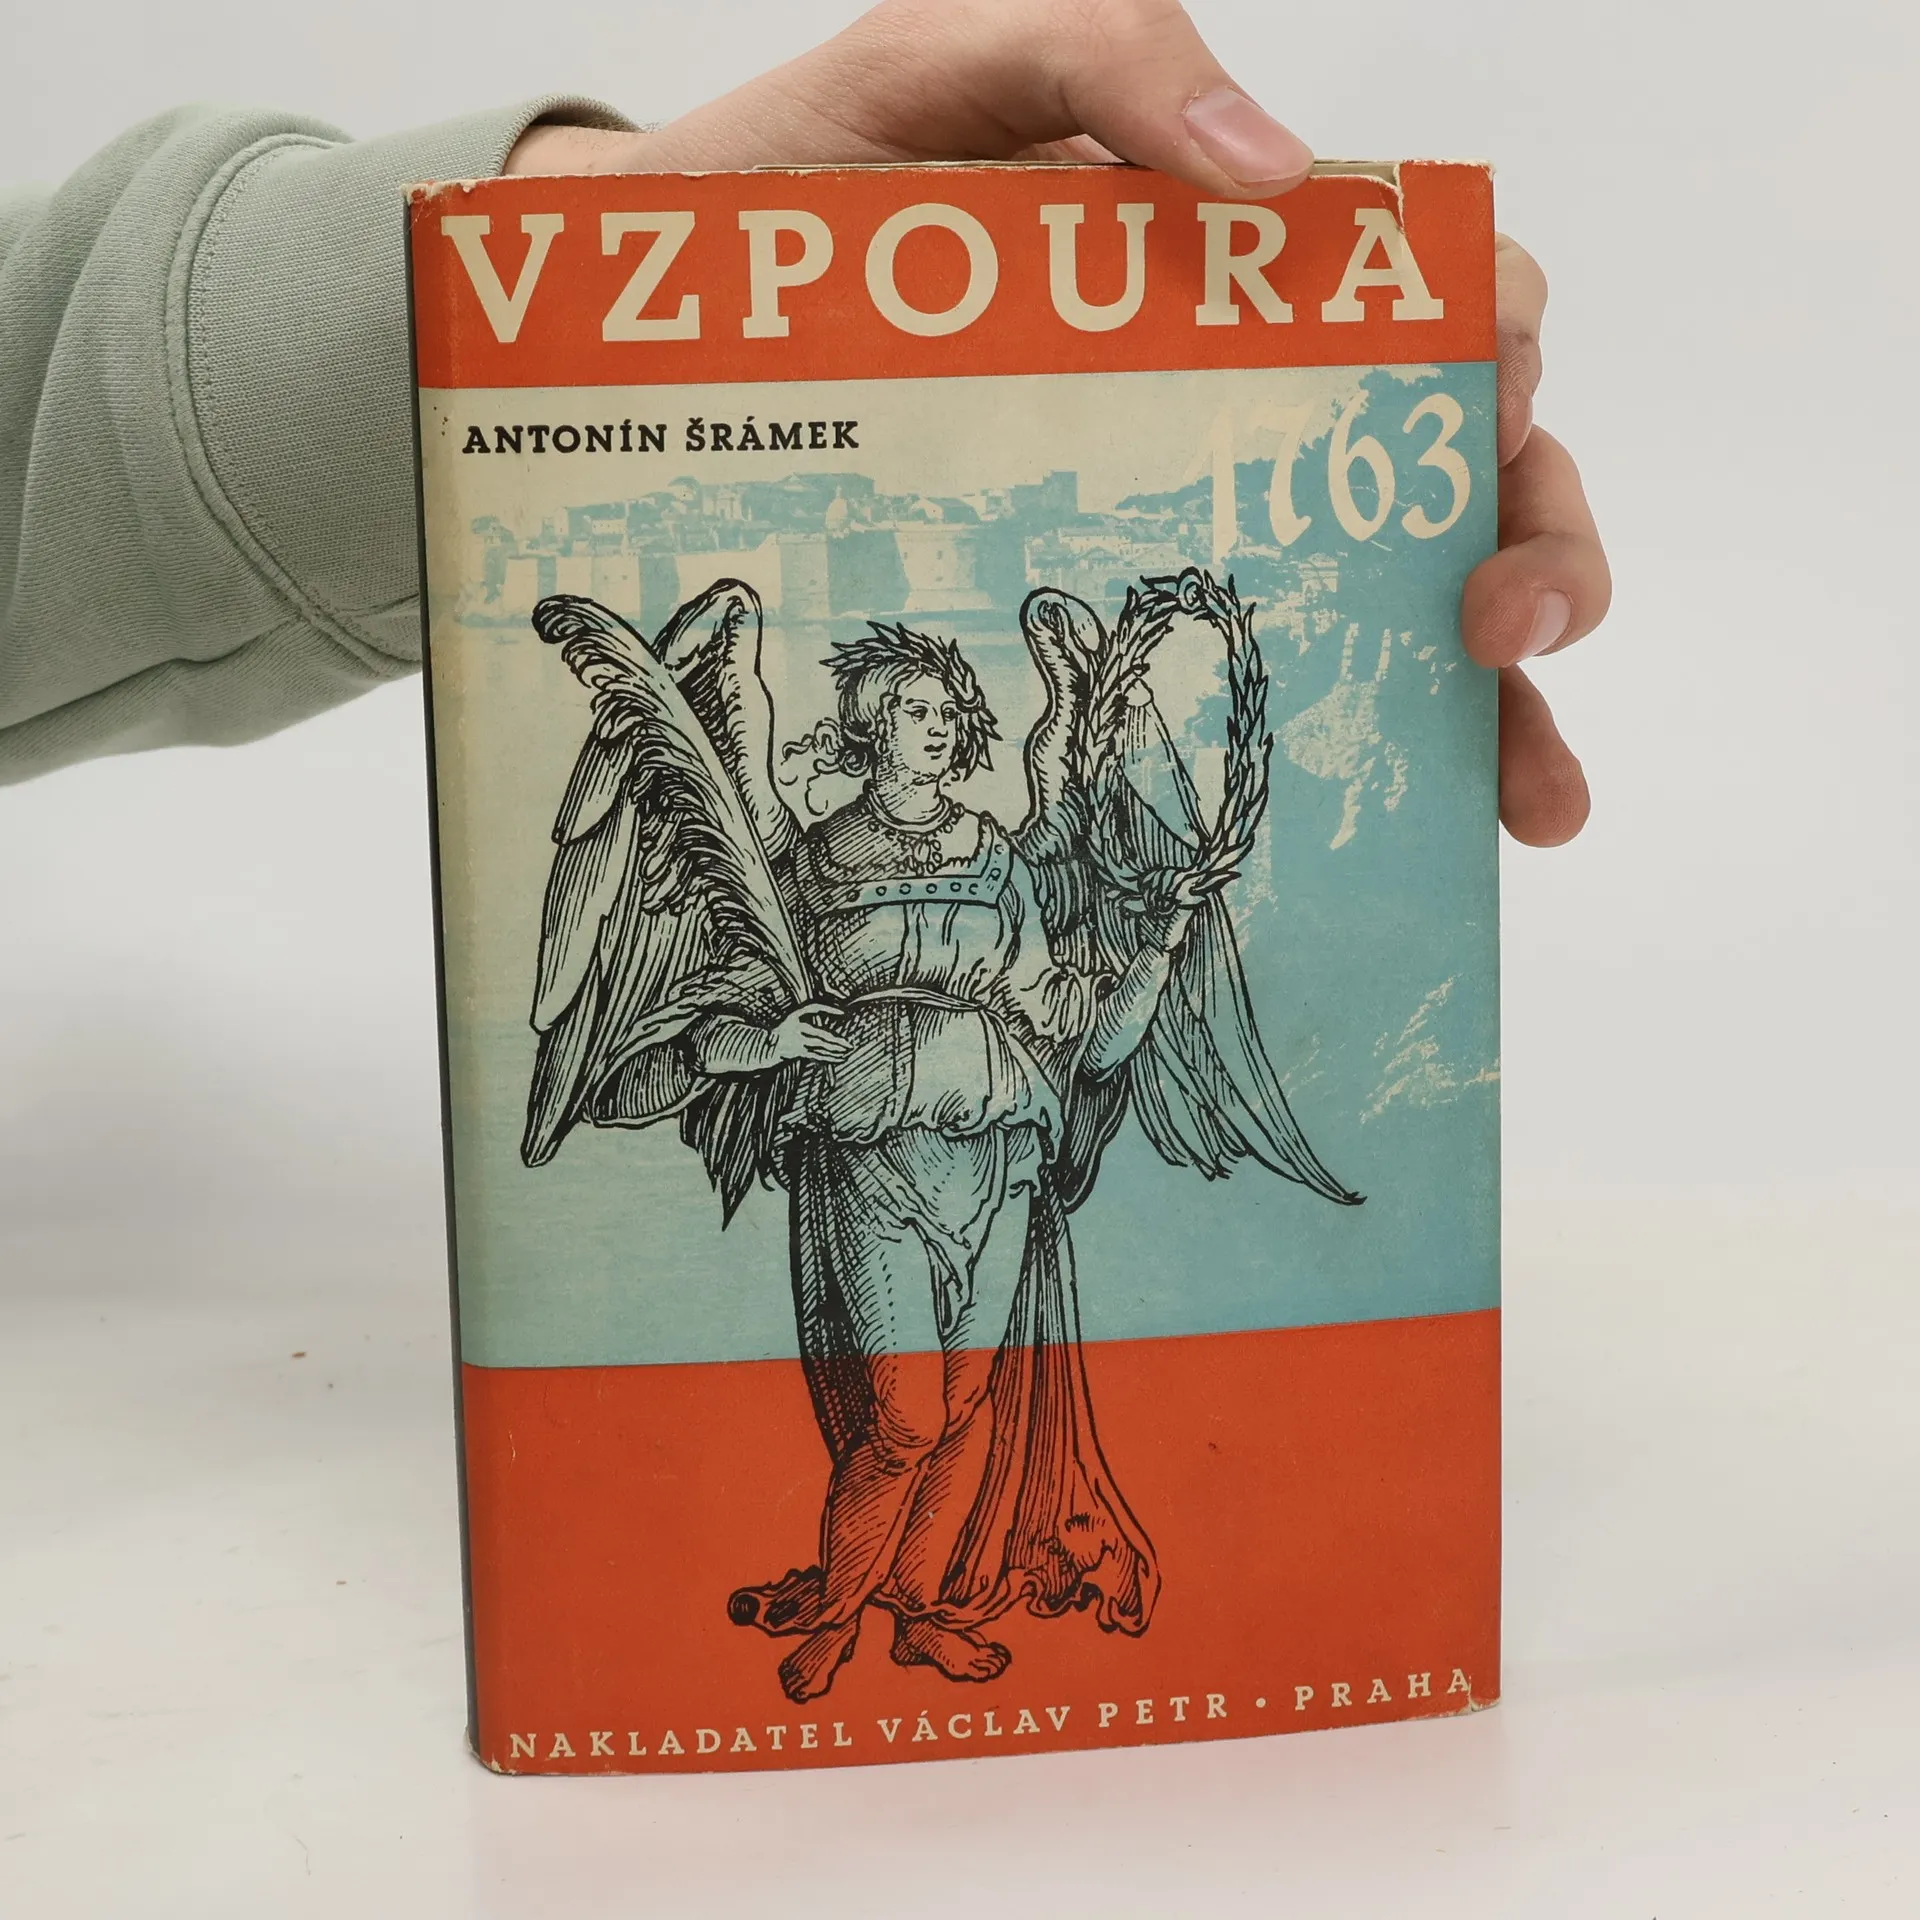 VZPOURA
ANTONÍN ŠRÁMEK
1763
NAKLADATEL VÁCLAV PETR • PRAHA